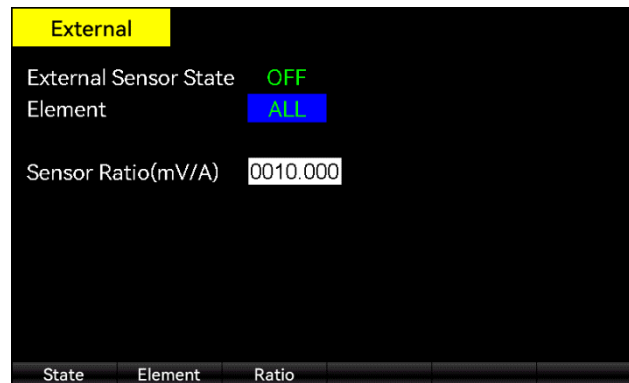 External
External Sensor State OFF
Element ALL
Sensor Ratio(mV/A) 0010.000
State Element Ratio